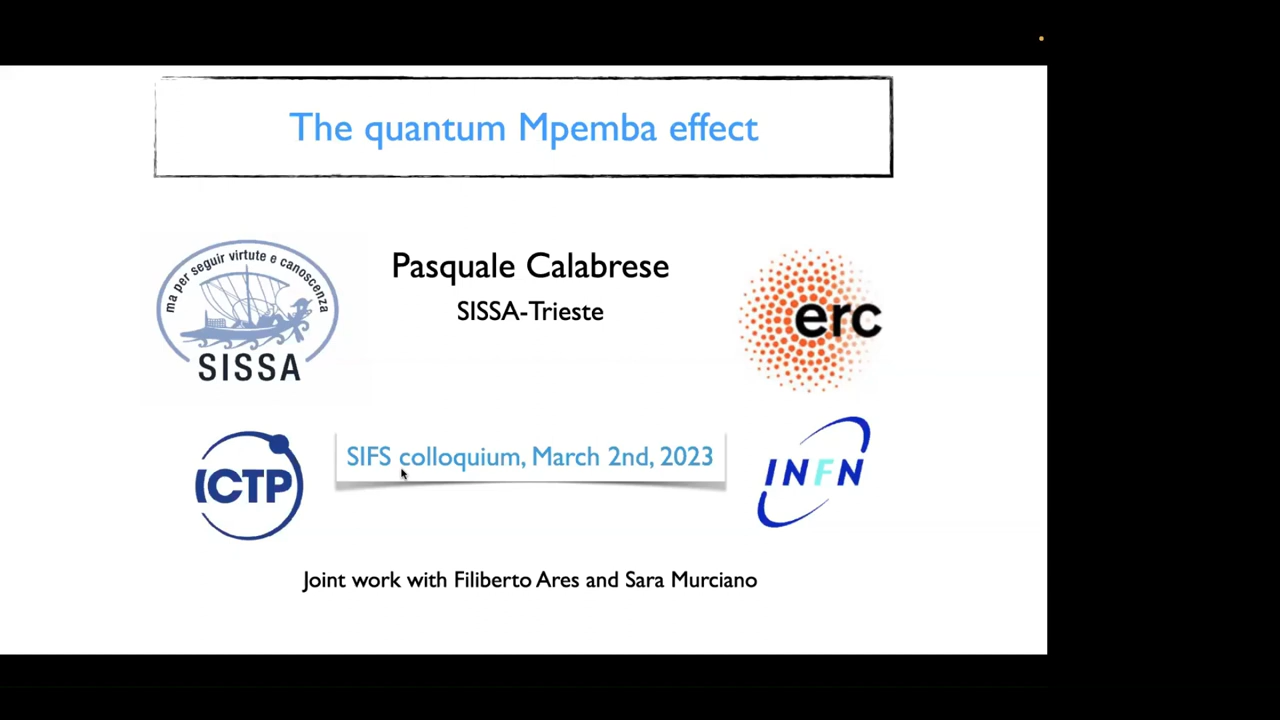 The quantum Mpemba effect
ma per seguir virtute e canoscenza
SISSA
Pasquale Calabrese
SISSA-Trieste
erc
ICTP
SIFS colloquium, March 2nd, 2023
INFN
Joint work with Filiberto Ares and Sara Murciano